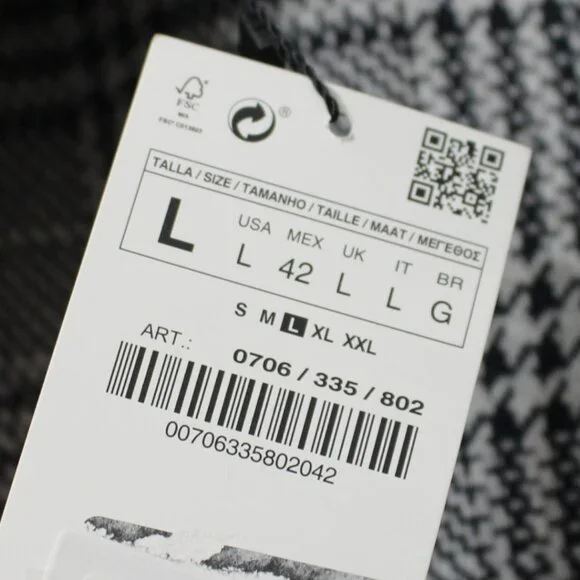 FSC
®
TALLA / SIZE / TAMANHO / TAILLE / MAAT / ΜΕΓΕΘΟΣ
L USA MEX UK IT BR
L 42 L L G
S M L XL XXL
ART.: 0706 / 335 / 802
00706335802042